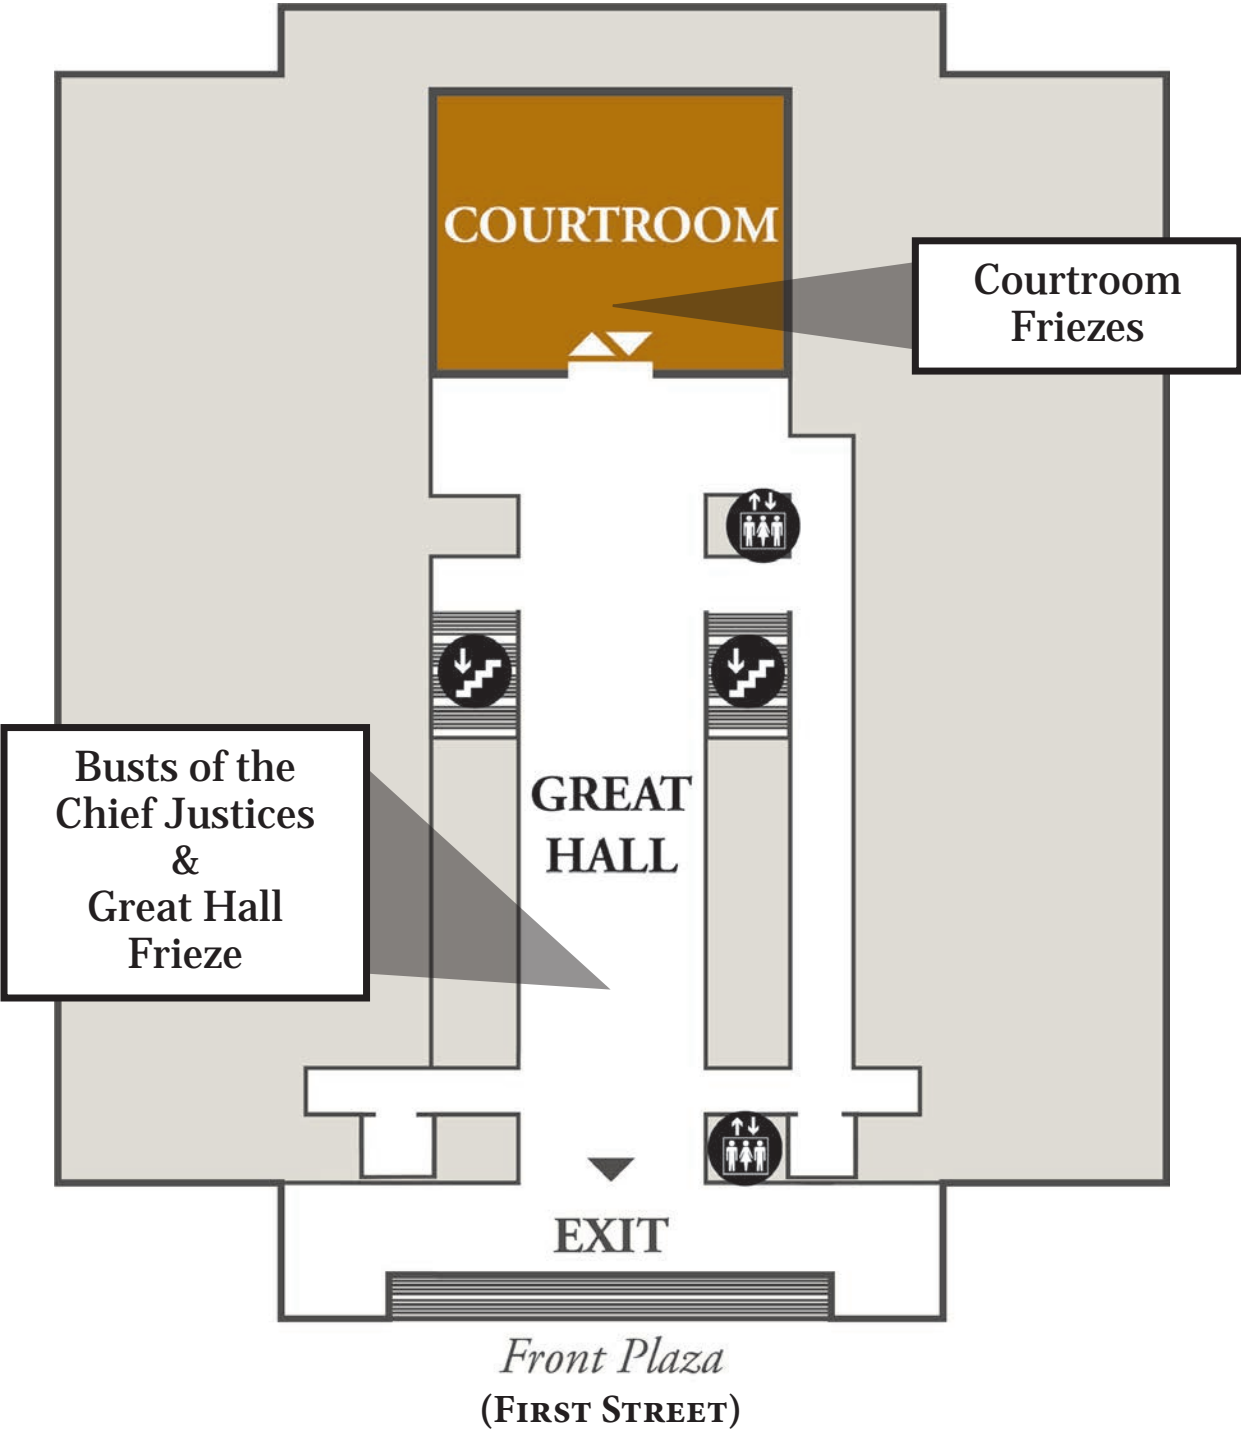 COURTROOM
Courtroom
Friezes
Busts of the
Chief Justices
&
Great Hall
Frieze
GREAT
HALL
EXIT
Front Plaza
(FIRST STREET)